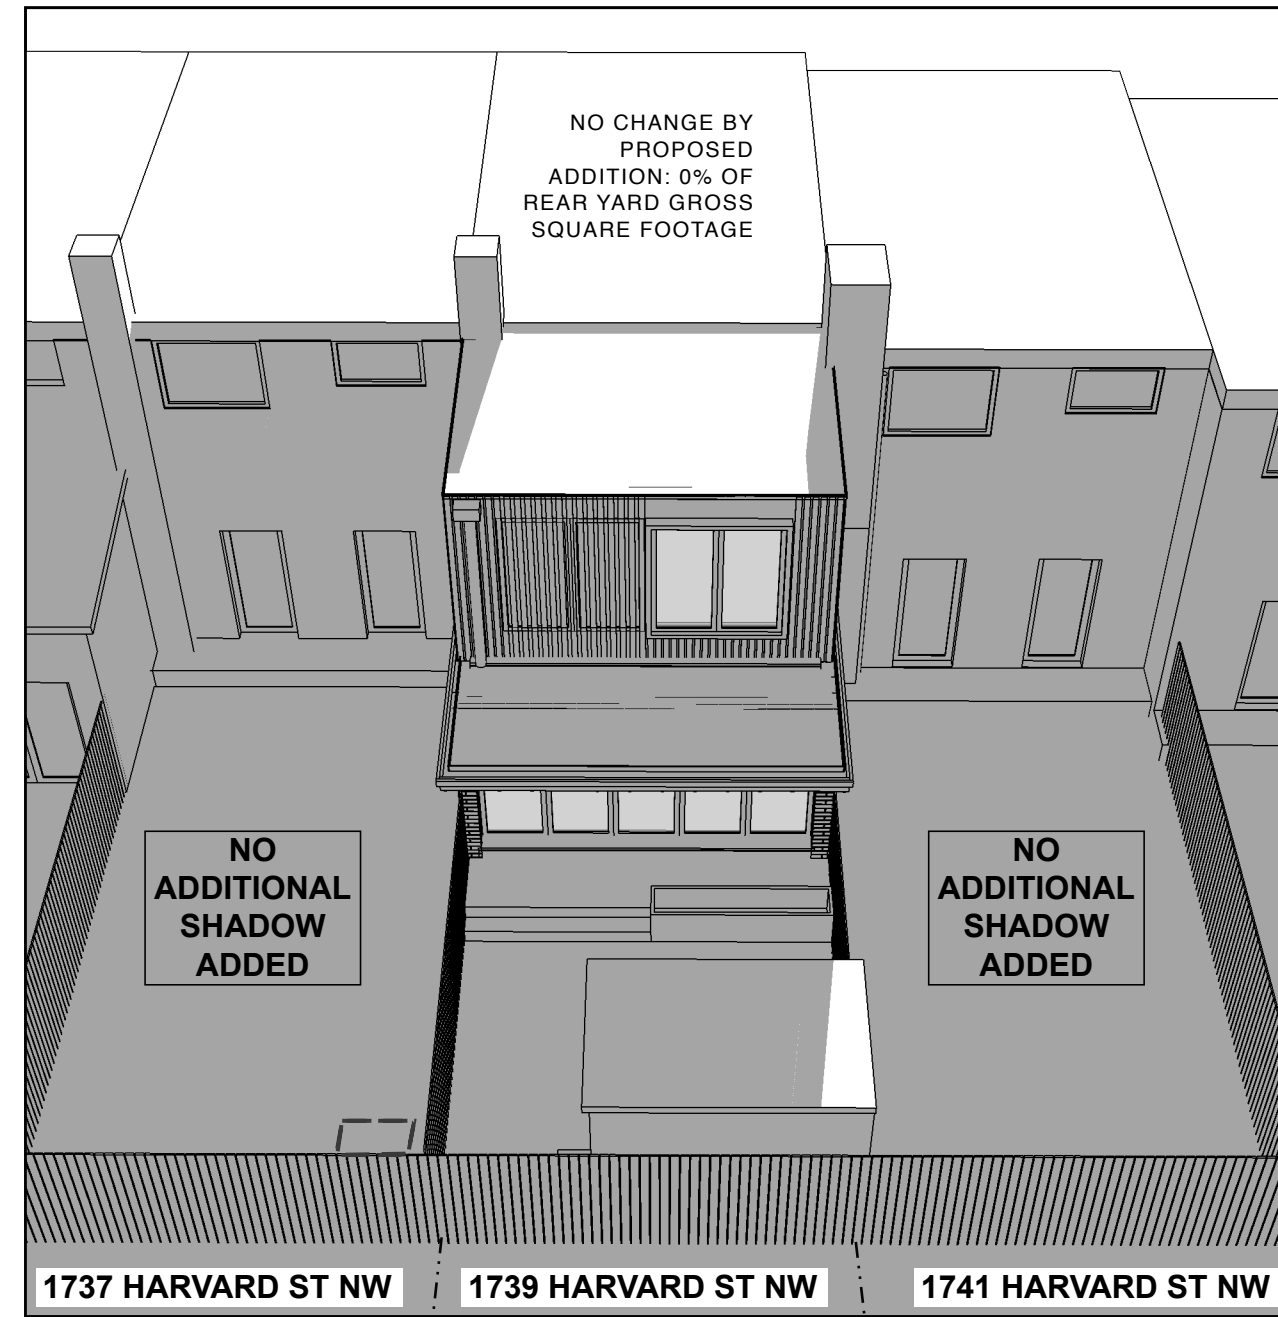 NO CHANGE BY
PROPOSED
ADDITION: 0% OF
REAR YARD GROSS
SQUARE FOOTAGE
NO
ADDITIONAL
SHADOW
ADDED
NO
ADDITIONAL
SHADOW
ADDED
1737 HARVARD ST NW
1739 HARVARD ST NW
1741 HARVARD ST NW